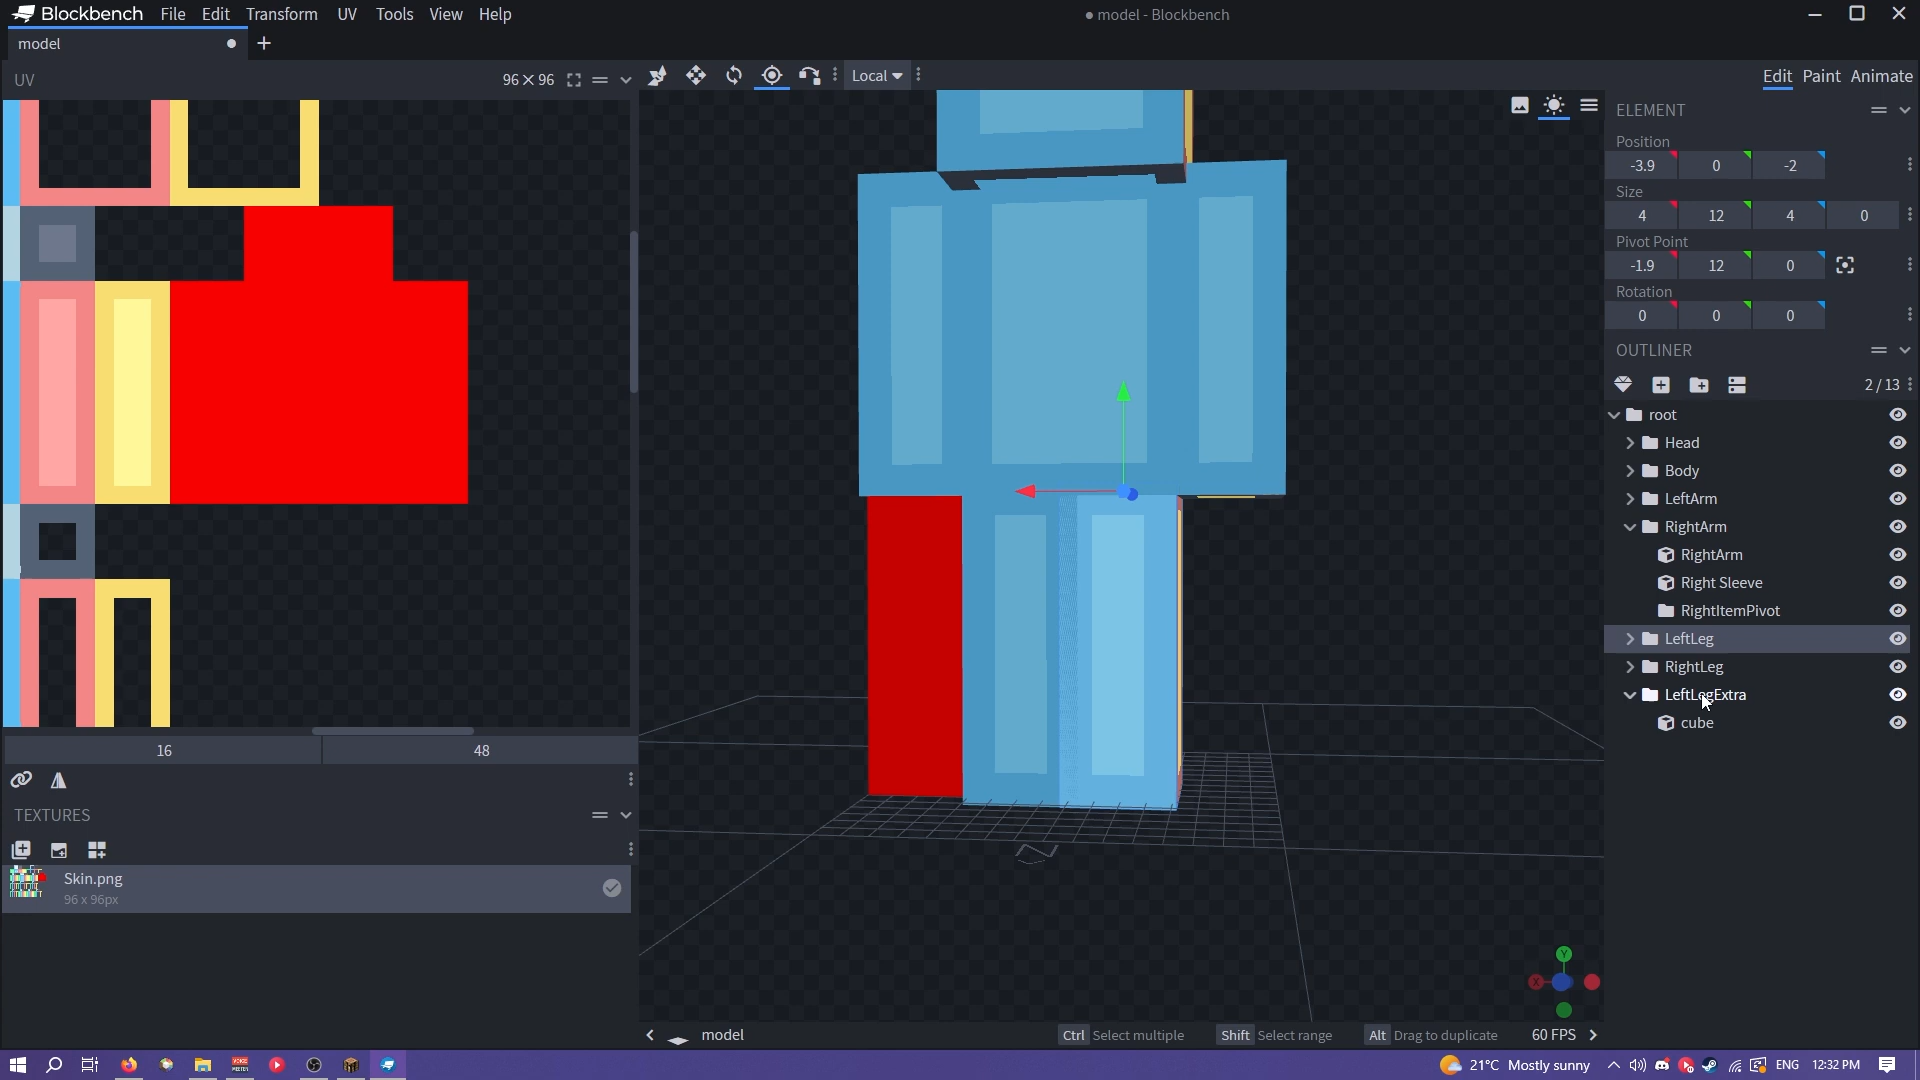 Blockbench File Edit Transform UV Tools View Help
model - Blockbench
model
UV 96×96
Local
Edit Paint Animate
ELEMENT
Position
-3.9 0 -2
Size
4 12 4 0
Pivot Point
-1.9 12 0
Rotation
0 0 0
OUTLINER
2 / 13
root
Head
Body
LeftArm
RightArm
RightArm
Right Sleeve
RightItemPivot
LeftLeg
RightLeg
LeftLegExtra
cube
16 48
TEXTURES
Skin.png
96 x 96px
Y
X
model
Ctrl Select multiple Shift Select range Alt Drag to duplicate 60 FPS
21°C Mostly sunny ENG 12:32 PM